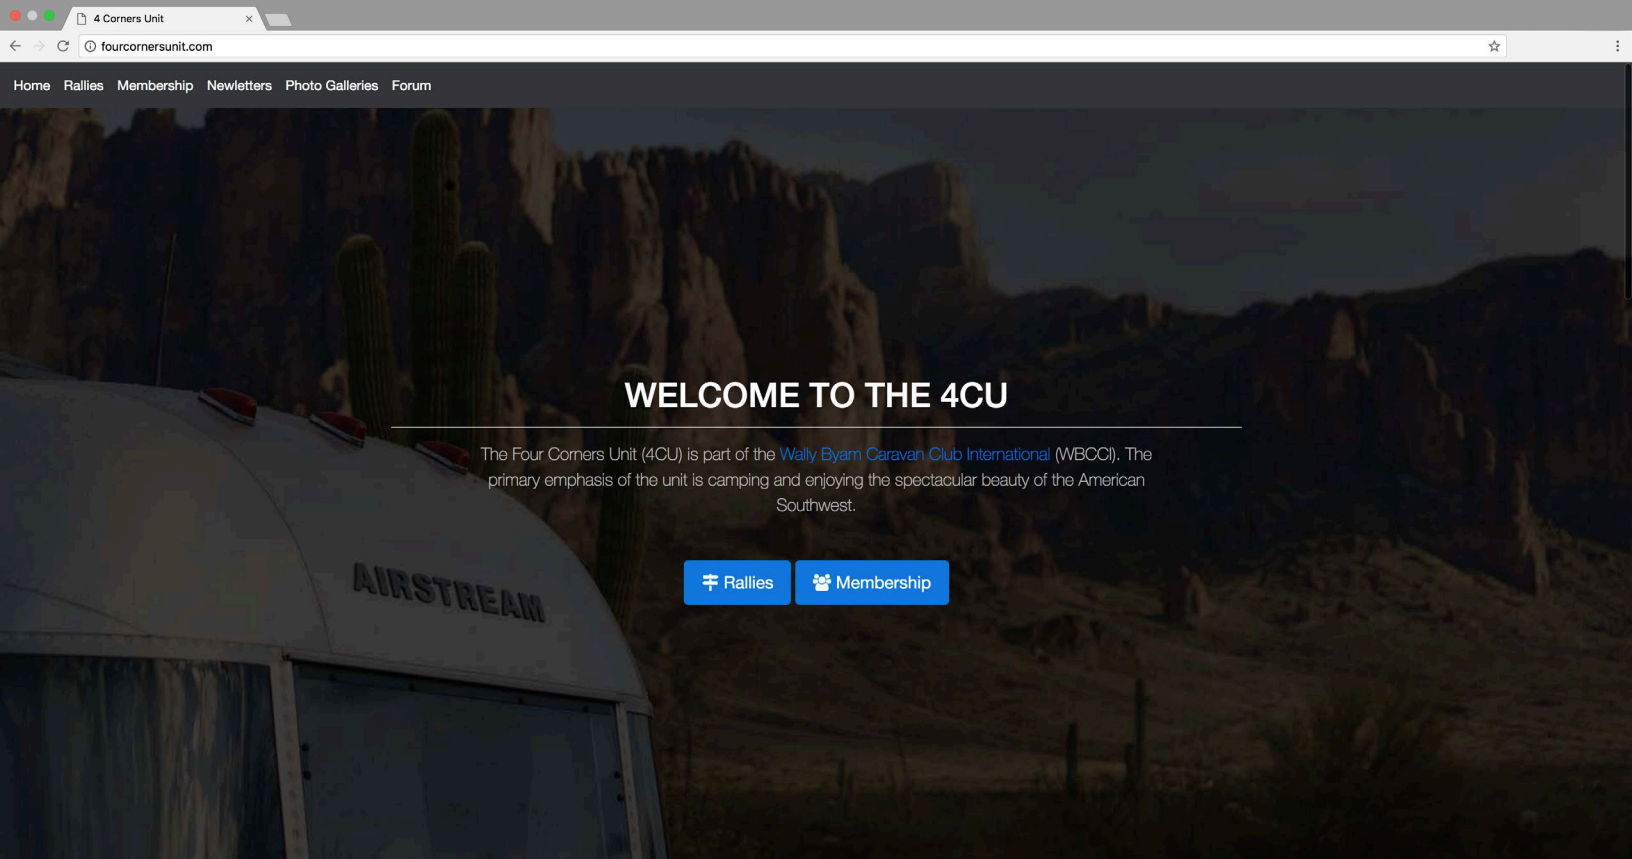 4 Corners Unit
fourcornersunit.com
Home Rallies Membership Newletters Photo Galleries Forum
WELCOME TO THE 4CU
The Four Corners Unit (4CU) is part of the Wally Byam Caravan Club International (WBCCI). The
primary emphasis of the unit is camping and enjoying the spectacular beauty of the American
Southwest.
Rallies Membership
AIRSTREAM